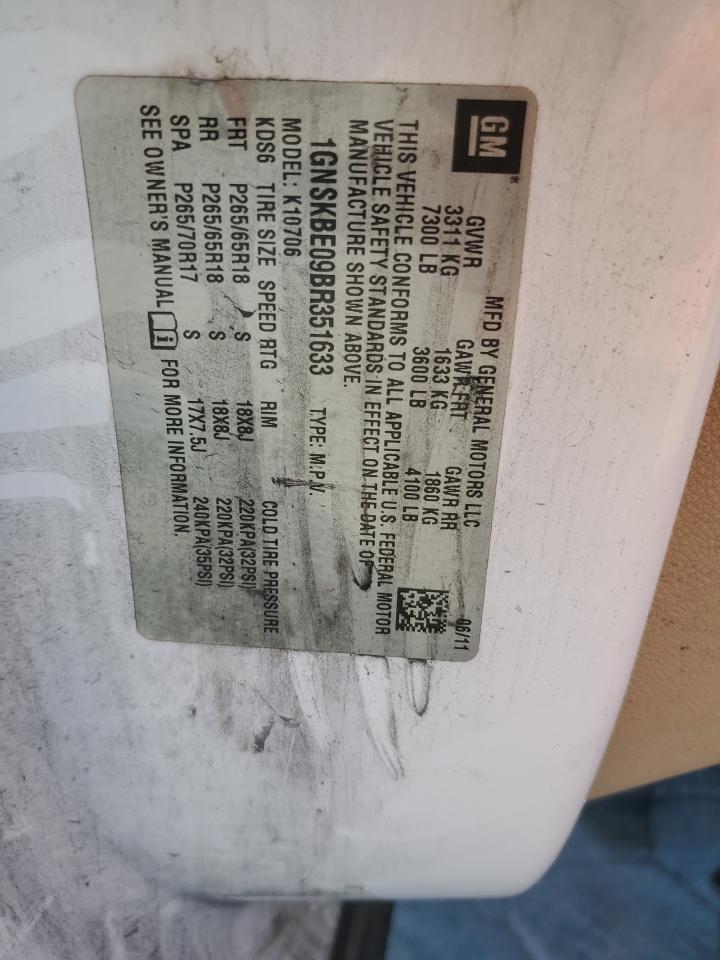 GM®
MFD BY GENERAL MOTORS LLC 06/11
GVWR GAWR FRT GAWR RR
3311 KG 1633 KG 1860 KG
7300 LB 3600 LB 4100 LB
THIS VEHICLE CONFORMS TO ALL APPLICABLE U.S. FEDERAL MOTOR
VEHICLE SAFETY STANDARDS IN EFFECT ON THE DATE OF
MANUFACTURE SHOWN ABOVE.
1GNSKBE09BR351633 TYPE: M.P.V.
MODEL: K10706
KDS6 TIRE SIZE SPEED RTG RIM COLD TIRE PRESSURE
FRT P265/65R18 S 18X8J 220KPA(32PSI)
RR P265/65R18 S 18X8J 220KPA(32PSI)
SPA P265/70R17 S 17X7.5J 240KPA(35PSI)
SEE OWNER'S MANUAL FOR MORE INFORMATION.